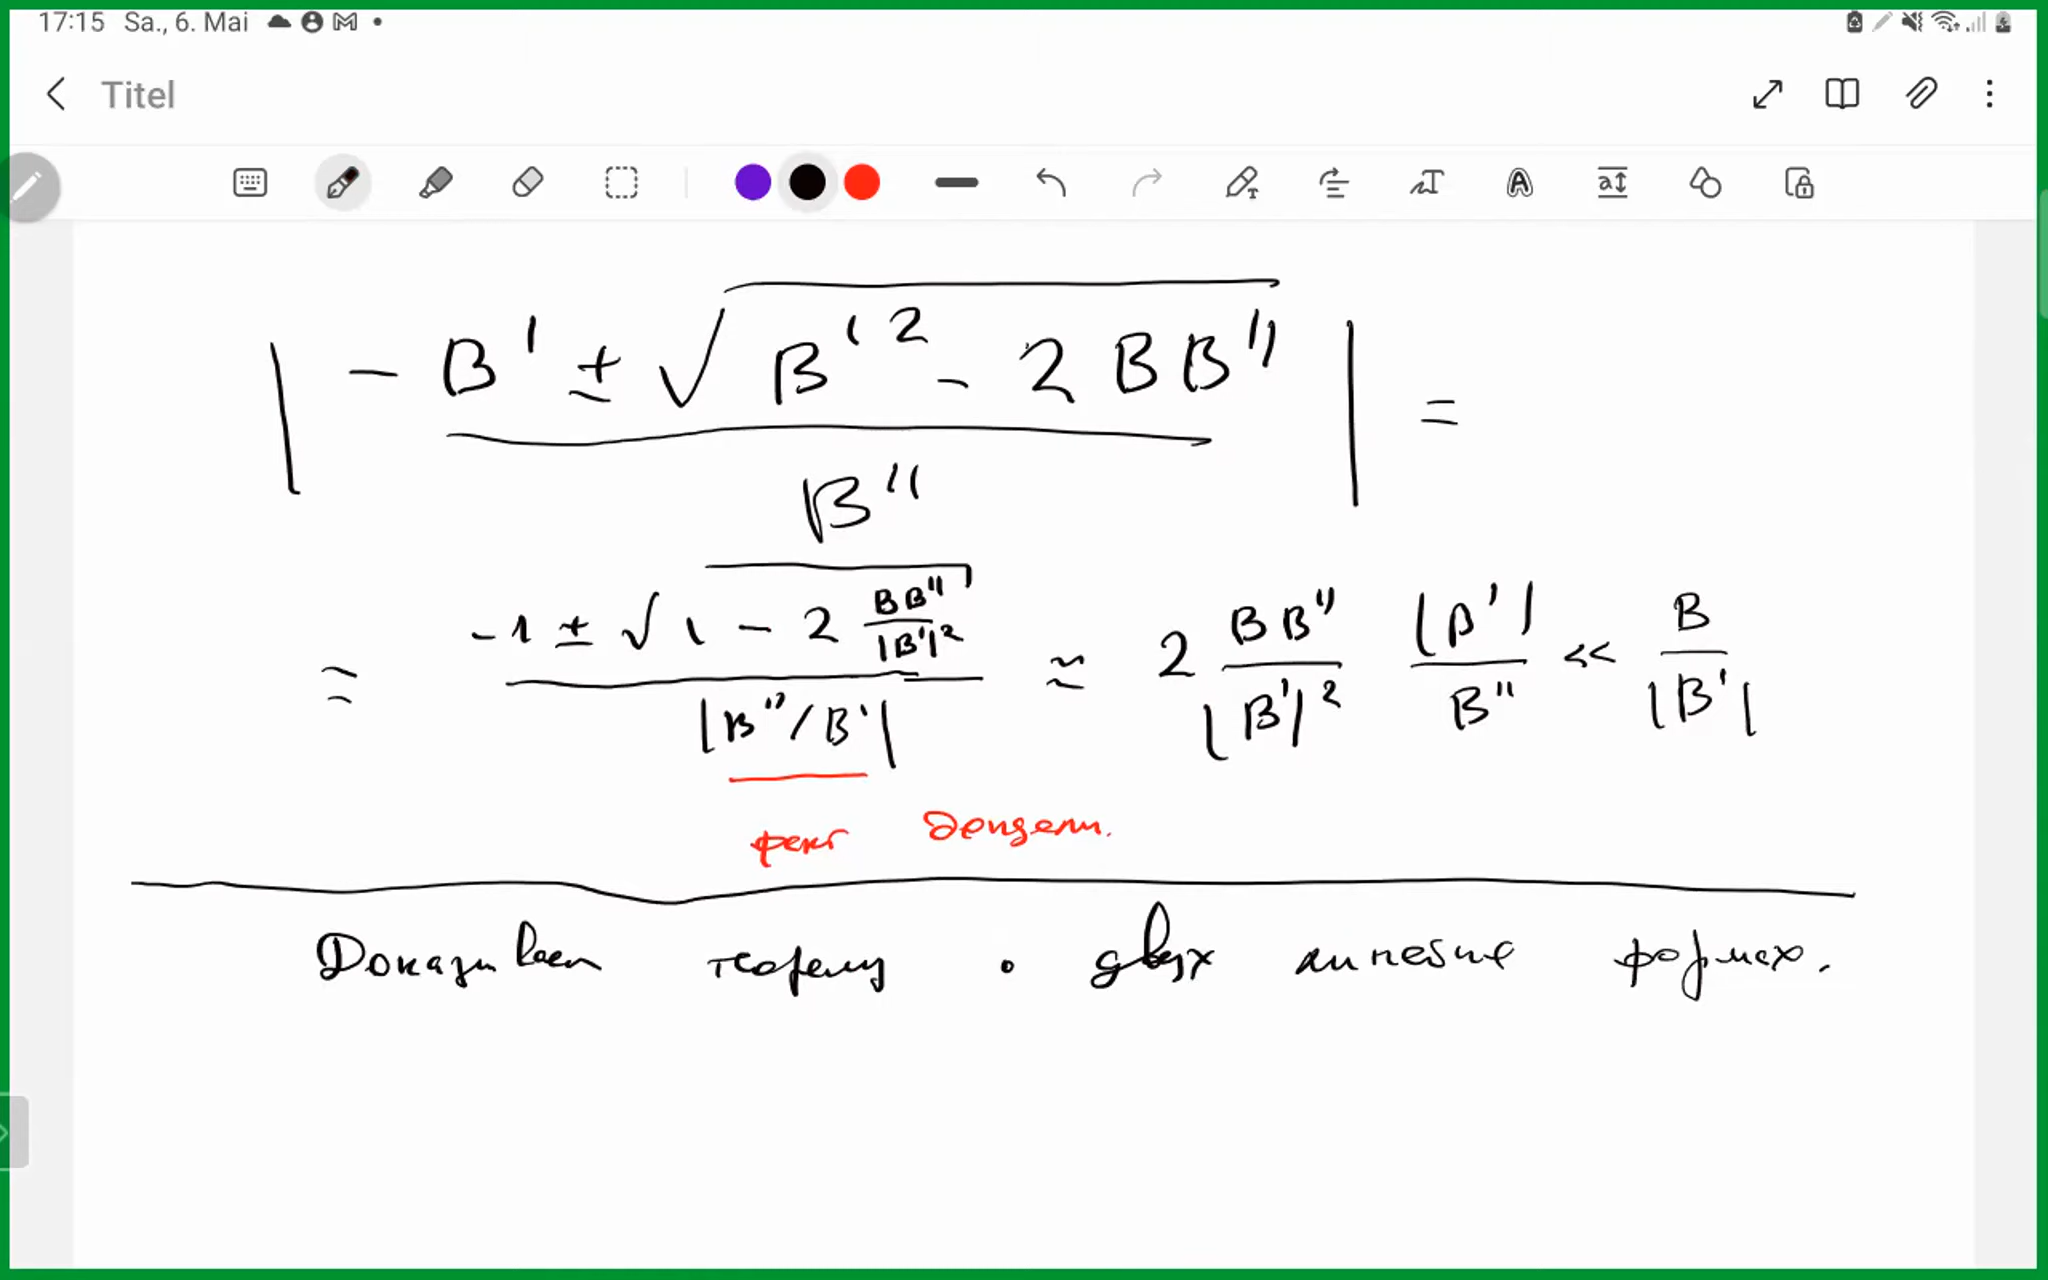 17:15 Sa., 6. Mai
Titel
| - B' ± √(B'² - 2 B B'') / B'' | =
= (-1 ± √(1 - 2 BB''/|B'|²)) / |B''/B'| ≈ 2 BB''/|B'|² |B'|/B'' << B/|B'|
Доказываем теорему о двух линейных формах.